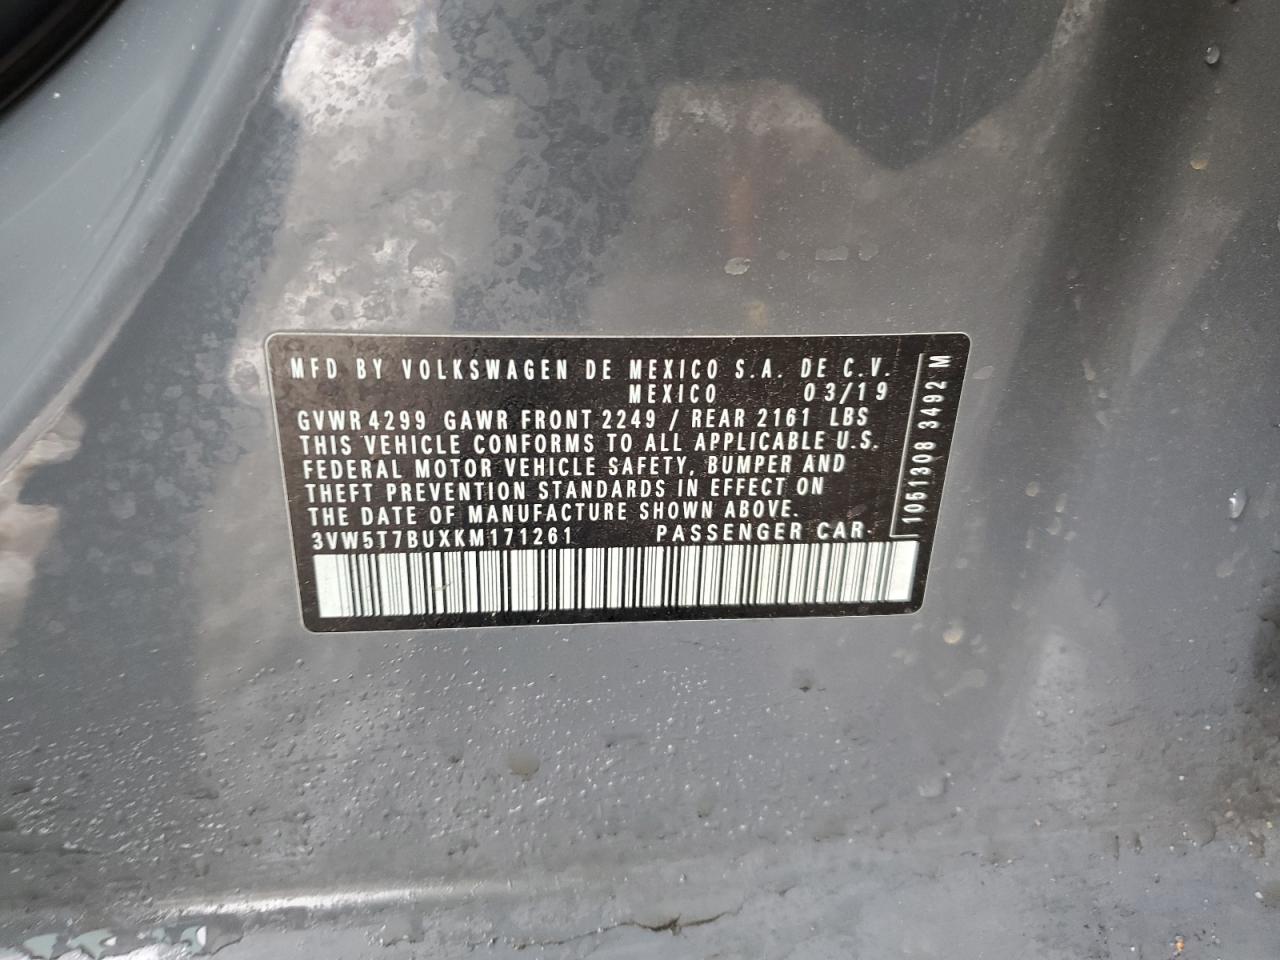 MFD BY VOLKSWAGEN DE MEXICO S.A. DE C.V.
MEXICO 03/19
GVWR 4299 GAWR FRONT 2249 / REAR 2161 LBS
THIS VEHICLE CONFORMS TO ALL APPLICABLE U.S.
FEDERAL MOTOR VEHICLE SAFETY, BUMPER AND
THEFT PREVENTION STANDARDS IN EFFECT ON
THE DATE OF MANUFACTURE SHOWN ABOVE.
3VW5T7BUXKM171261 PASSENGER CAR
1061308 3492 M